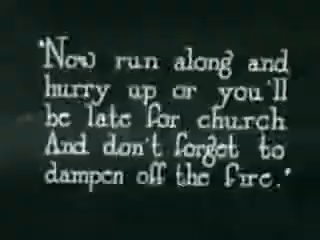 "Now run along and
hurry up or you'll
be late for church
And don't forget to
dampen off the fire."